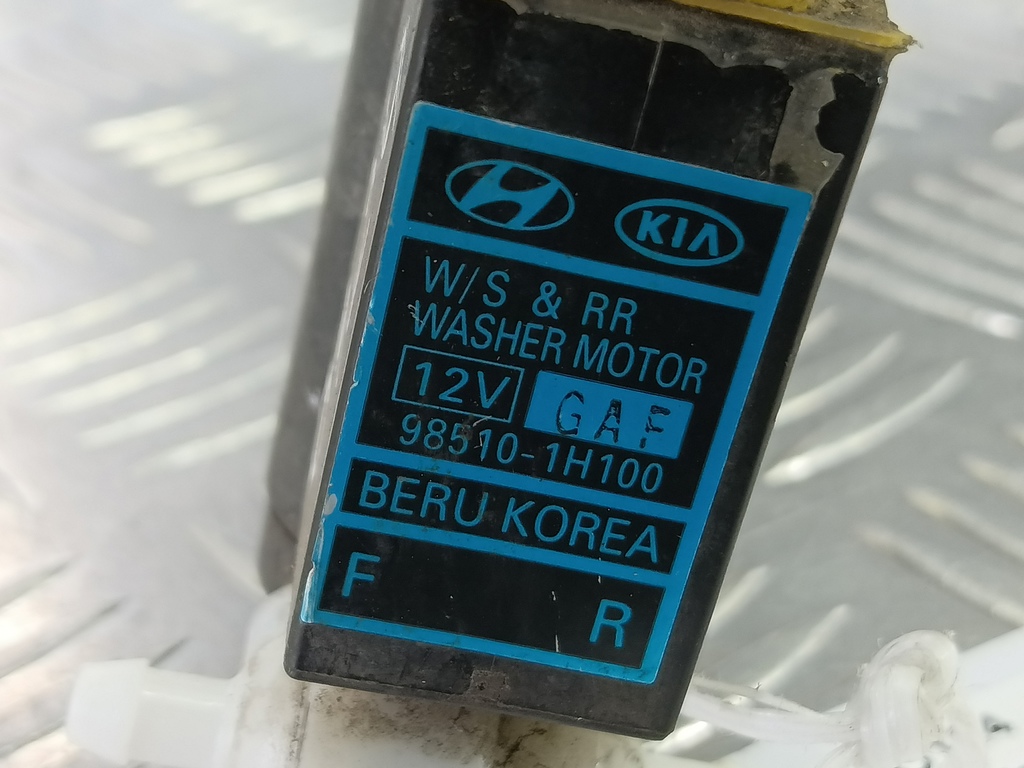 KIA
W/S & RR
WASHER MOTOR
12V GAF
98510-1H100
BERU KOREA
F R